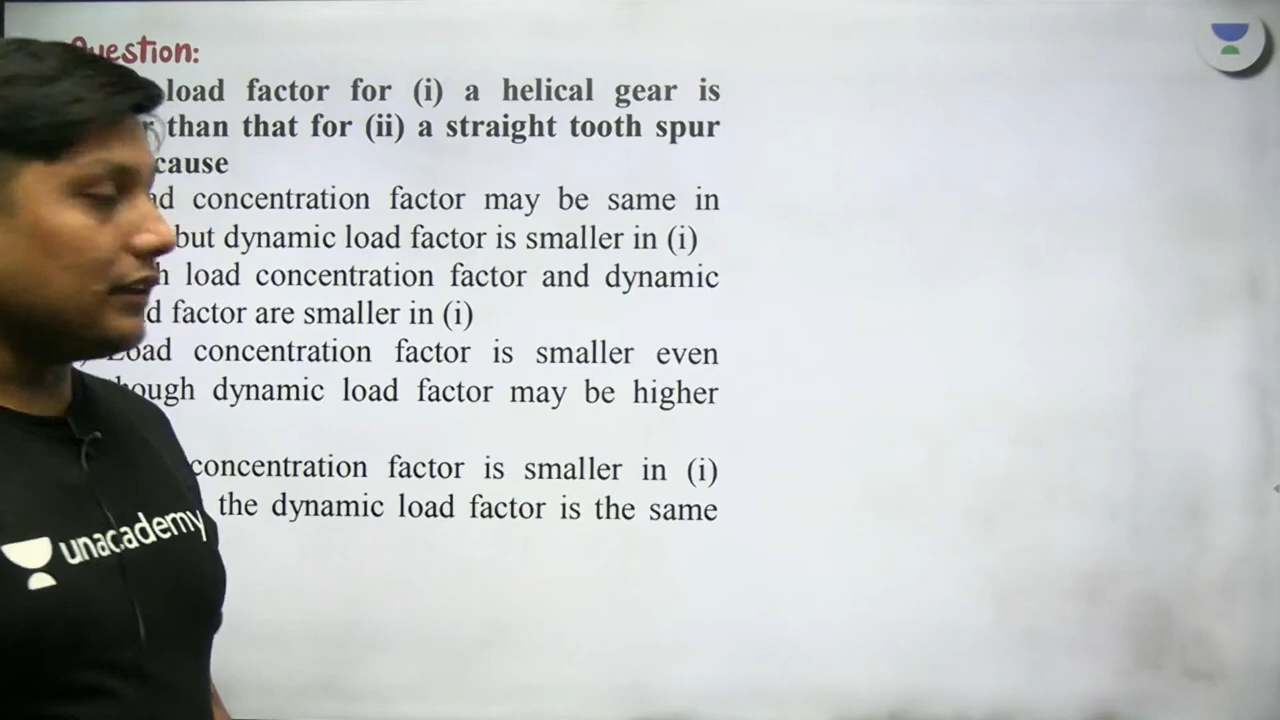 Question:
load factor for (i) a helical gear is
than that for (ii) a straight tooth spur
cause
concentration factor may be same in
but dynamic load factor is smaller in (i)
load concentration factor and dynamic
factor are smaller in (i)
Load concentration factor is smaller even
though dynamic load factor may be higher
concentration factor is smaller in (i)
the dynamic load factor is the same
unacademy